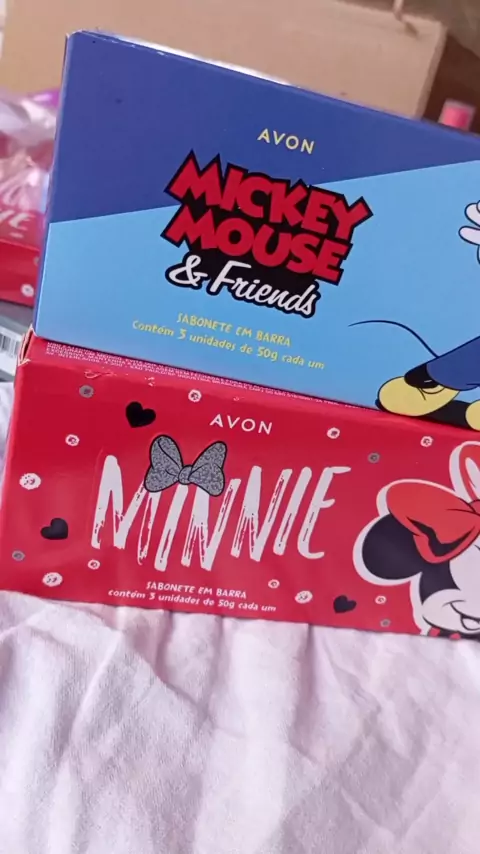 AVON
MICKEY
MOUSE
& Friends
SABONETE EM BARRA
Contém 3 unidades de 50g cada um
AVON
MINNIE
SABONETE EM BARRA
contém 3 unidades de 50g cada um